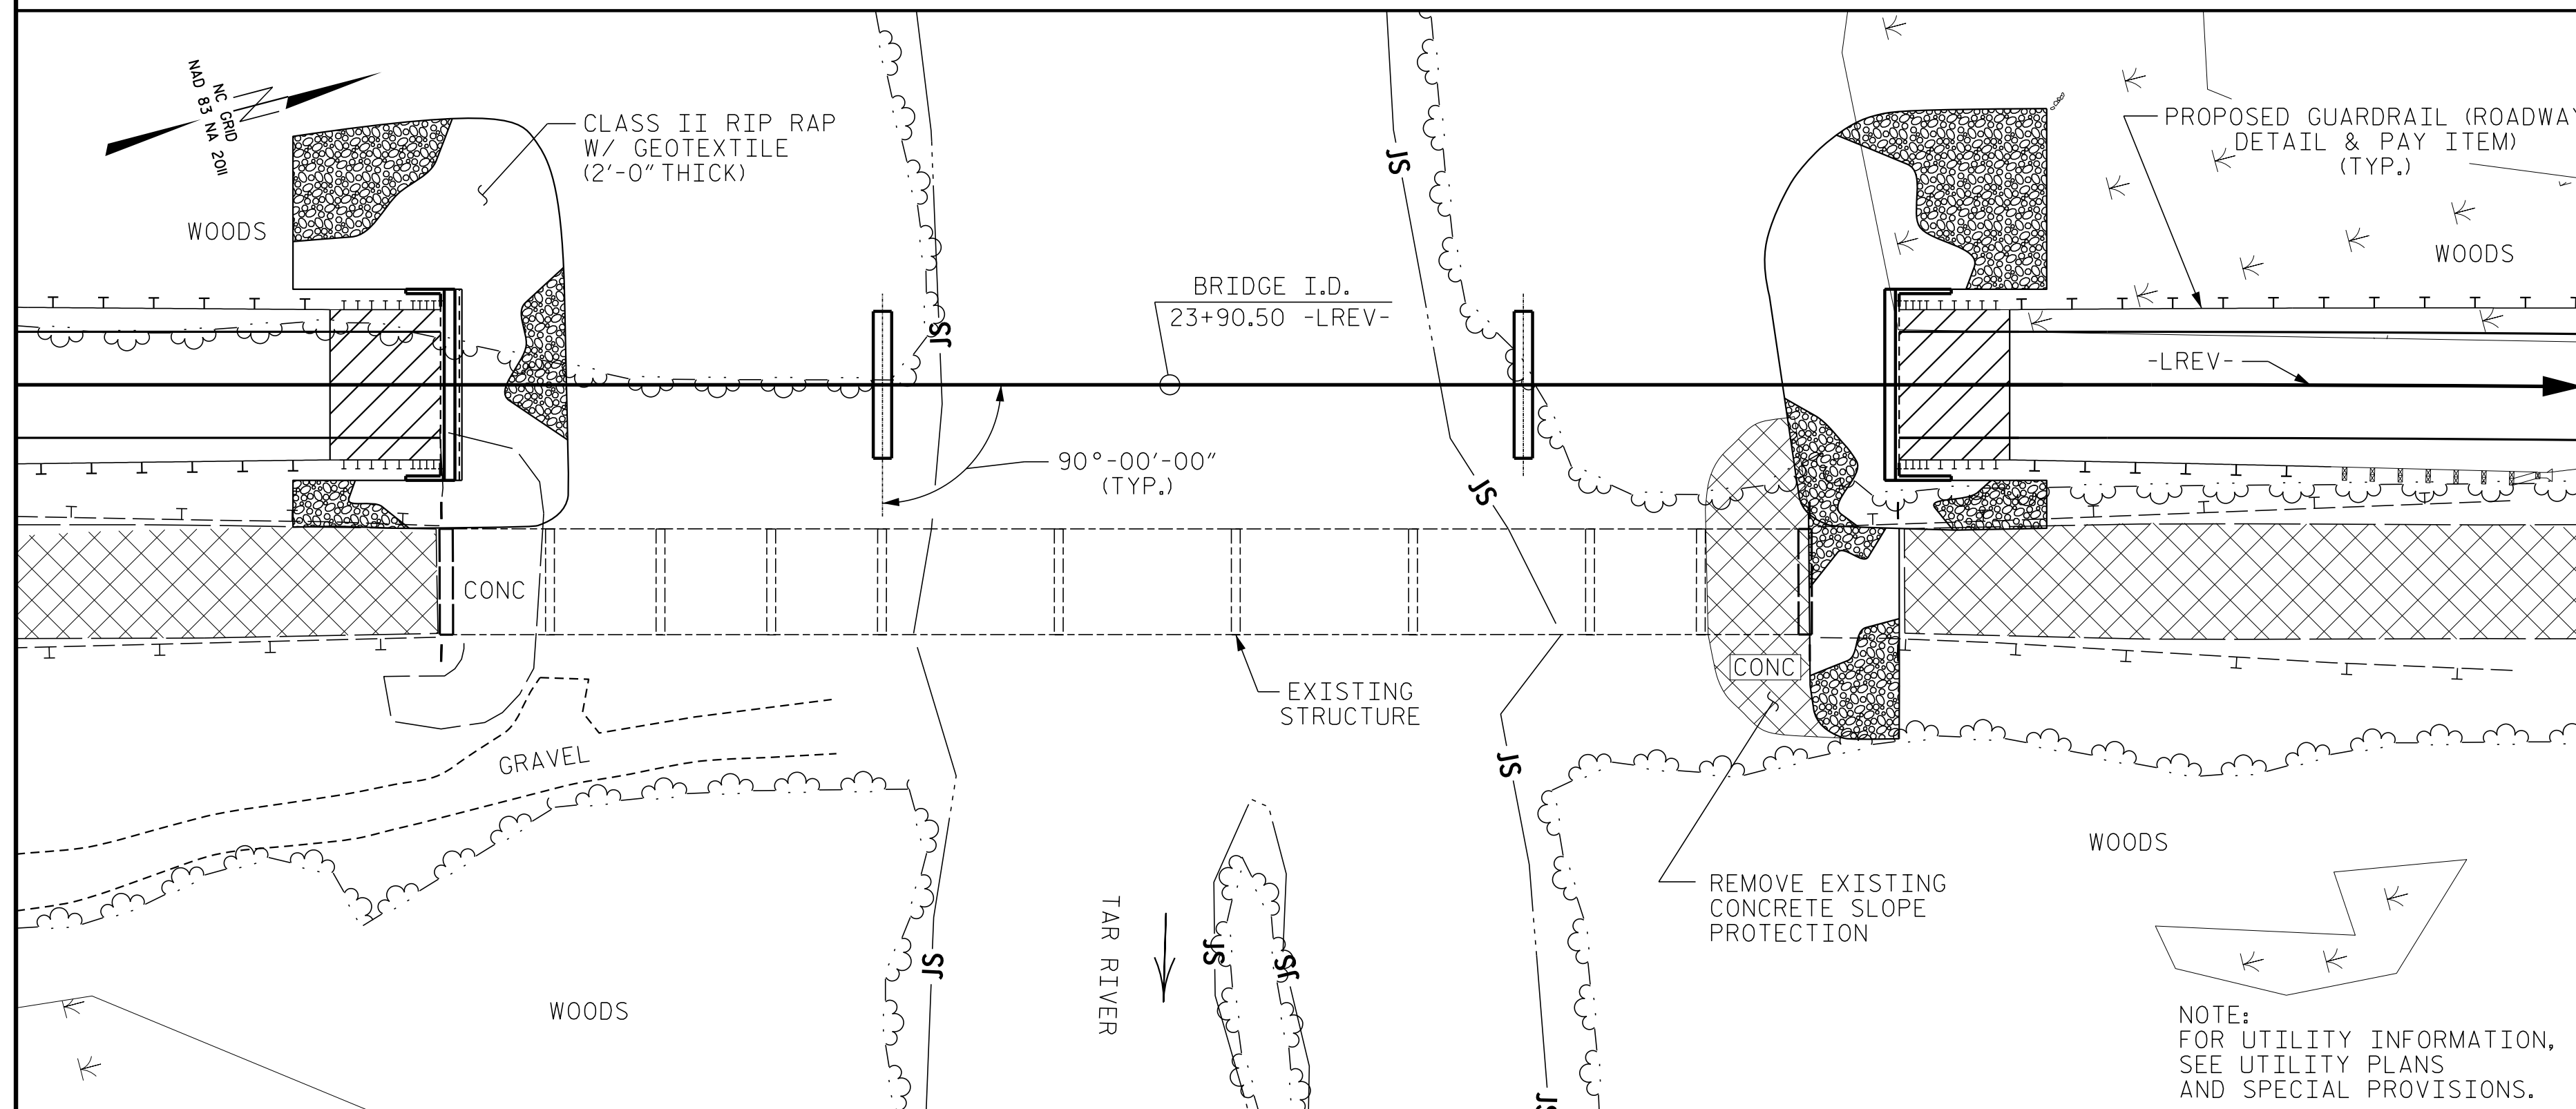 NC GRID
NAD 83 NA 2011
CLASS II RIP RAP
W/ GEOTEXTILE
(2'-0" THICK)
WOODS
JS
JS
BRIDGE I.D.
23+90.50 -LREV-
PROPOSED GUARDRAIL (ROADWAY
DETAIL & PAY ITEM)
(TYP.)
WOODS
-LREV-
JS
90°-00'-00"
(TYP.)
JS
CONC
CONC
EXISTING
STRUCTURE
GRAVEL
JS
REMOVE EXISTING
CONCRETE SLOPE
PROTECTION
WOODS
TAR RIVER
JS
JS
JS
WOODS
JS
NOTE:
FOR UTILITY INFORMATION,
SEE UTILITY PLANS
AND SPECIAL PROVISIONS.